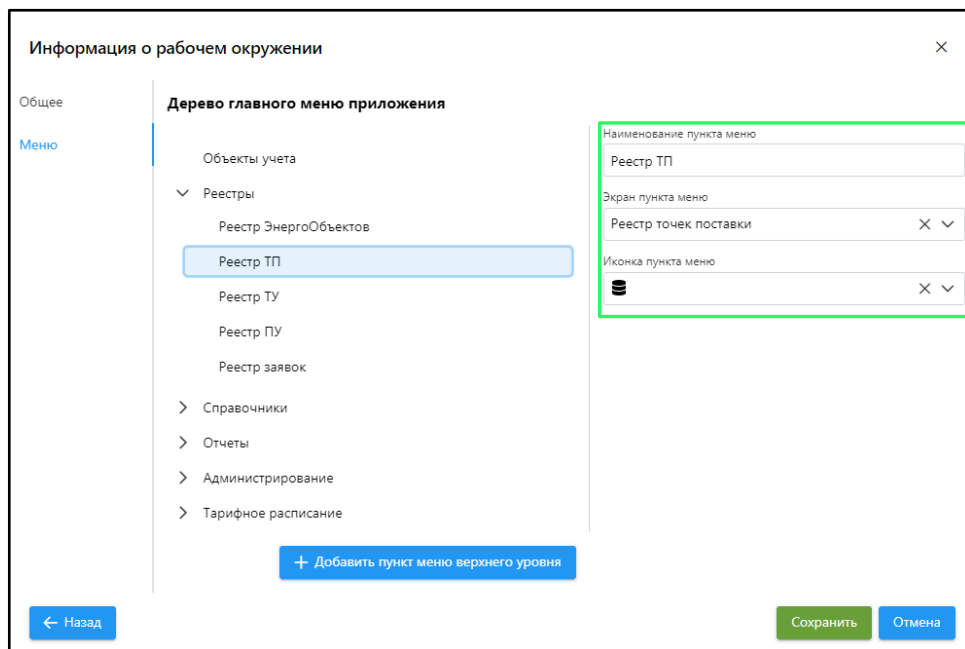 Информация о рабочем окружении
Общее
Меню
Дерево главного меню приложения
Объекты учета
Реестры
Реестр ЭнергоОбъектов
Реестр ТП
Реестр ТУ
Реестр ПУ
Реестр заявок
Справочники
Отчеты
Администрирование
Тарифное расписание
Добавить пункт меню верхнего уровня
Наименование пункта меню
Реестр ТП
Экран пункта меню
Реестр точек поставки
Иконка пункта меню
Назад
Сохранить
Отмена